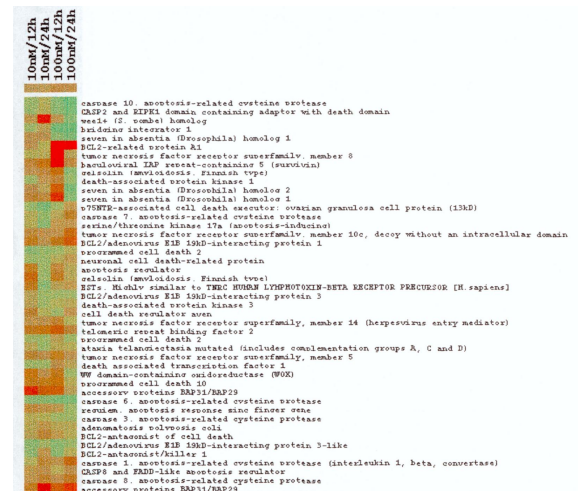 10nM/12h
10nM/24h
100nM/12h
100nM/24h
caspase 10. apoptosis-related cysteine protease
CASP2 and RIPK1 domain containing adaptor with death domain
wee1+ (S. pombe) homolog
bridging integrator 1
seven in absentia (Drosophila) homolog 1
BCL2-related protein A1
tumor necrosis factor receptor superfamily. member 8
baculoviral IAP repeat-containing 5 (survivin)
gelsolin (amyloidosis. Finnish type)
death-associated protein kinase 1
seven in absentia (Drosophila) homolog 2
seven in absentia (Drosophila) homolog 1
p75NTR-associated cell death executor: ovarian granulosa cell protein (13kD)
caspase 7. apoptosis-related cysteine protease
serine/threonine kinase 17a (apoptosis-inducing)
tumor necrosis factor receptor superfamily. member 10c, decoy without an intracellular domain
BCL2/adenovirus E1B 19kD-interacting protein 1
programmed cell death 2
neuronal cell death-related protein
apoptosis regulator
gelsolin (amyloidosis. Finnish type)
ESTs. Highly similar to TNRC HUMAN LYMPHOTOXIN-BETA RECEPTOR PRECURSOR [H.sapiens]
BCL2/adenovirus E1B 19kD-interacting protein 3
death-associated protein kinase 3
cell death regulator aven
tumor necrosis factor receptor superfamily, member 14 (herpesvirus entry mediator)
telomeric repeat binding factor 2
programmed cell death 2
ataxia telangiectasia mutated (includes complementation groups A, C and D)
tumor necrosis factor receptor superfamily, member 5
death associated transcription factor 1
WW domain-containing oxidoreductase (WOX)
programmed cell death 10
accessory proteins BAP31/BAP29
caspase 6. apoptosis-related cysteine protease
requiem. apoptosis response zinc finger gene
caspase 3. apoptosis-related cysteine protease
adenomatosis polyposis coli
BCL2-antagonist of cell death
BCL2/adenovirus E1B 19kD-interacting protein 3-like
BCL2-antagonist/killer 1
caspase 1. apoptosis-related cysteine protease (interleukin 1, beta, convertase)
CASP8 and FADD-like apoptosis regulator
caspase 8. apoptosis-related cysteine protease
accessory proteins BAP31/BAP29